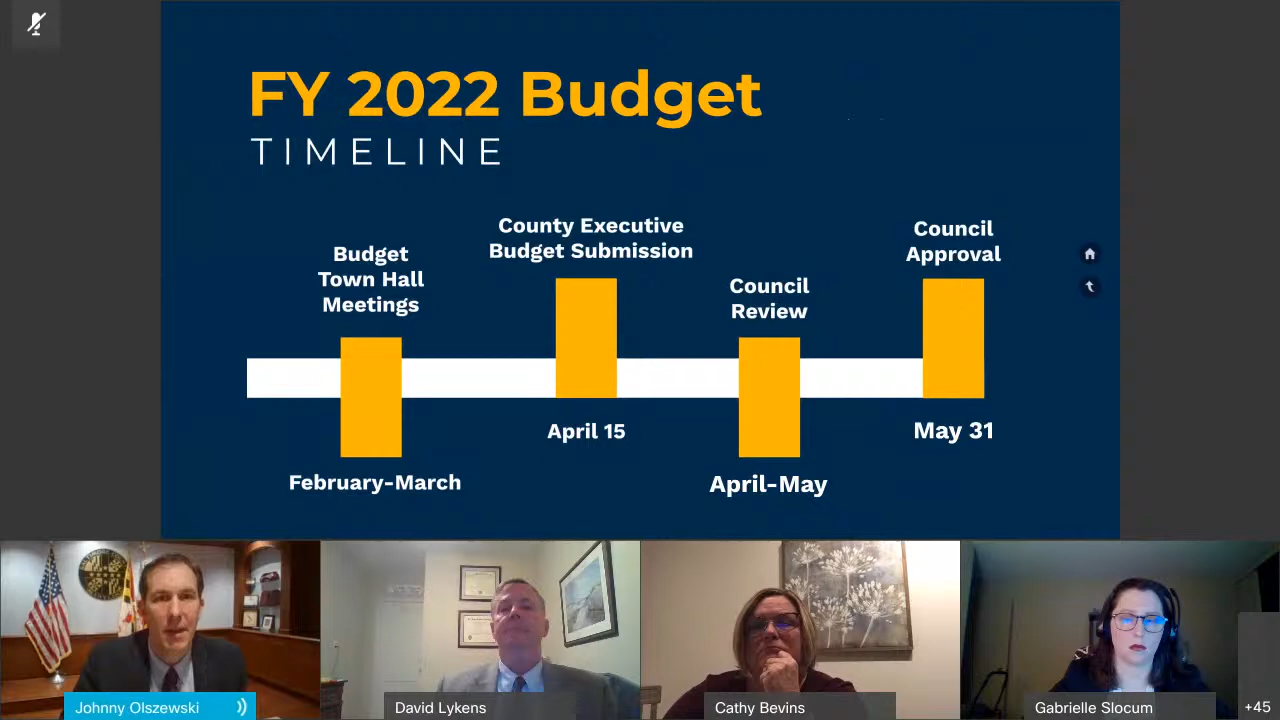 FY 2022 Budget
TIMELINE
Budget
Town Hall
Meetings
February-March
County Executive
Budget Submission
April 15
Council
Review
April-May
Council
Approval
May 31
Johnny Olszewski
David Lykens
Cathy Bevins
Gabrielle Slocum
+45